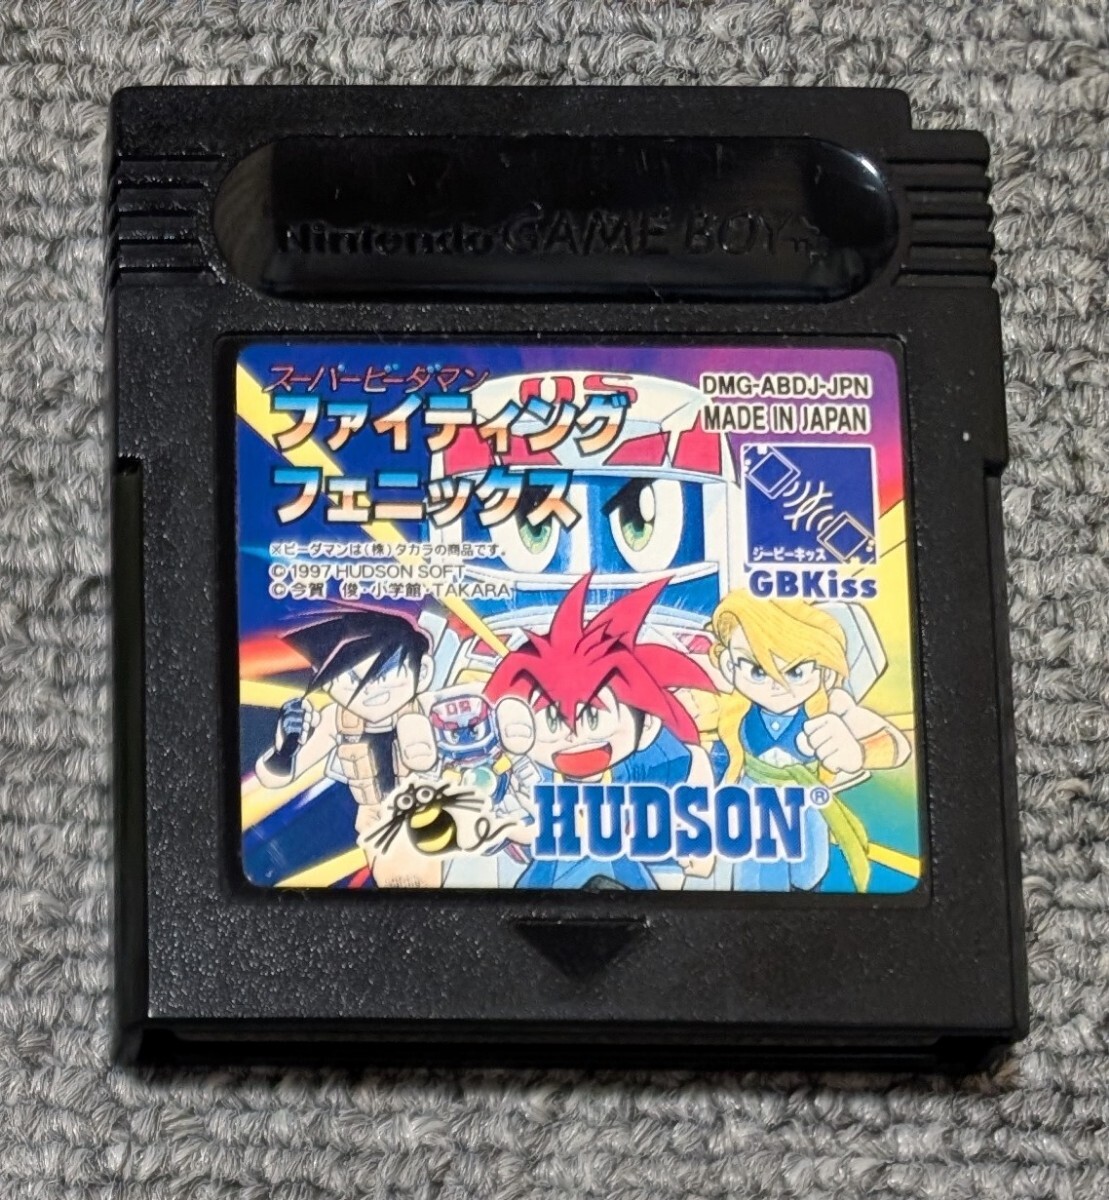 Nintendo GAME BOY
スーパービーダマン
ファイティング
フェニックス
DMG-ABDJ-JPN
MADE IN JAPAN
ジービーキッス
GBKiss
※ビーダマンは(株)タカラの商品です。
© 1997 HUDSON SOFT
© 今賀 俊・小学館・TAKARA
HUDSON®